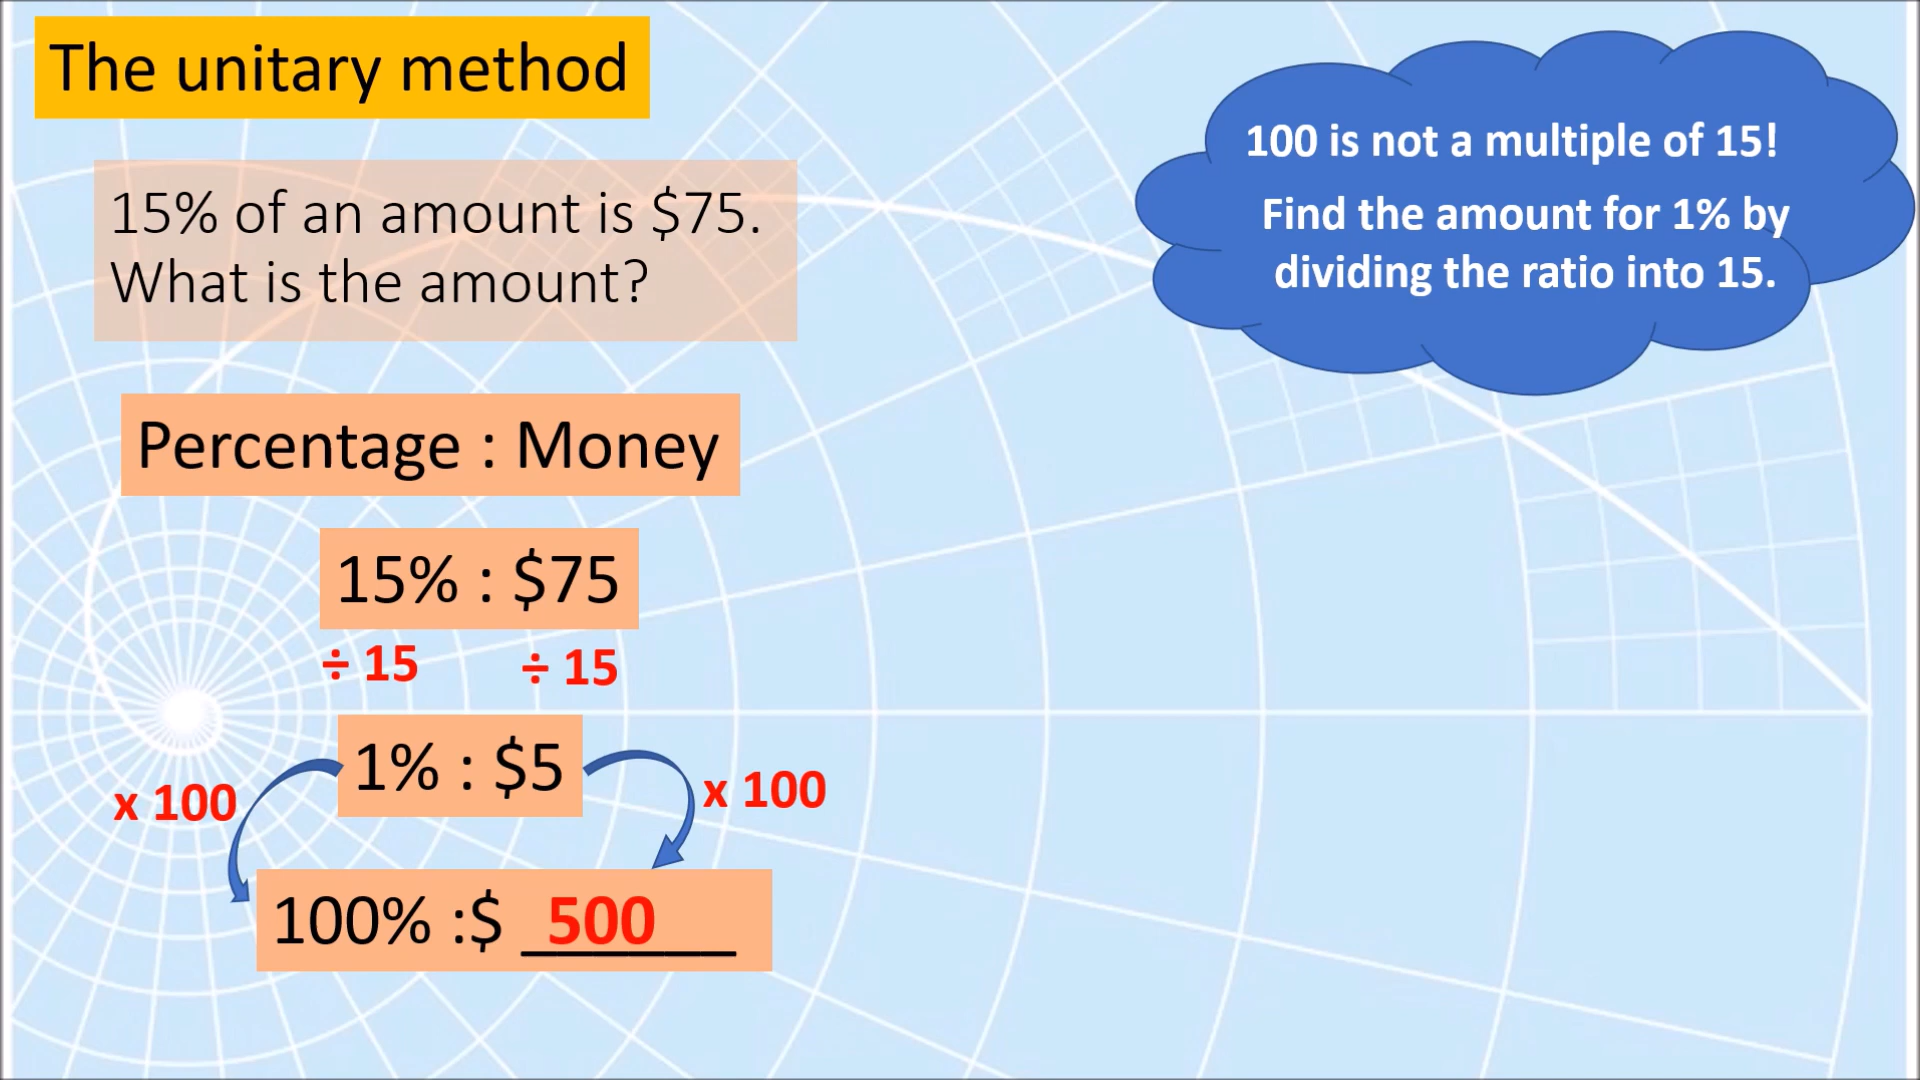 The unitary method
100 is not a multiple of 15!
Find the amount for 1% by
dividing the ratio into 15.
15% of an amount is $75.
What is the amount?
Percentage : Money
15% : $75
÷ 15 ÷ 15
1% : $5
x 100 x 100
100% :$ 500